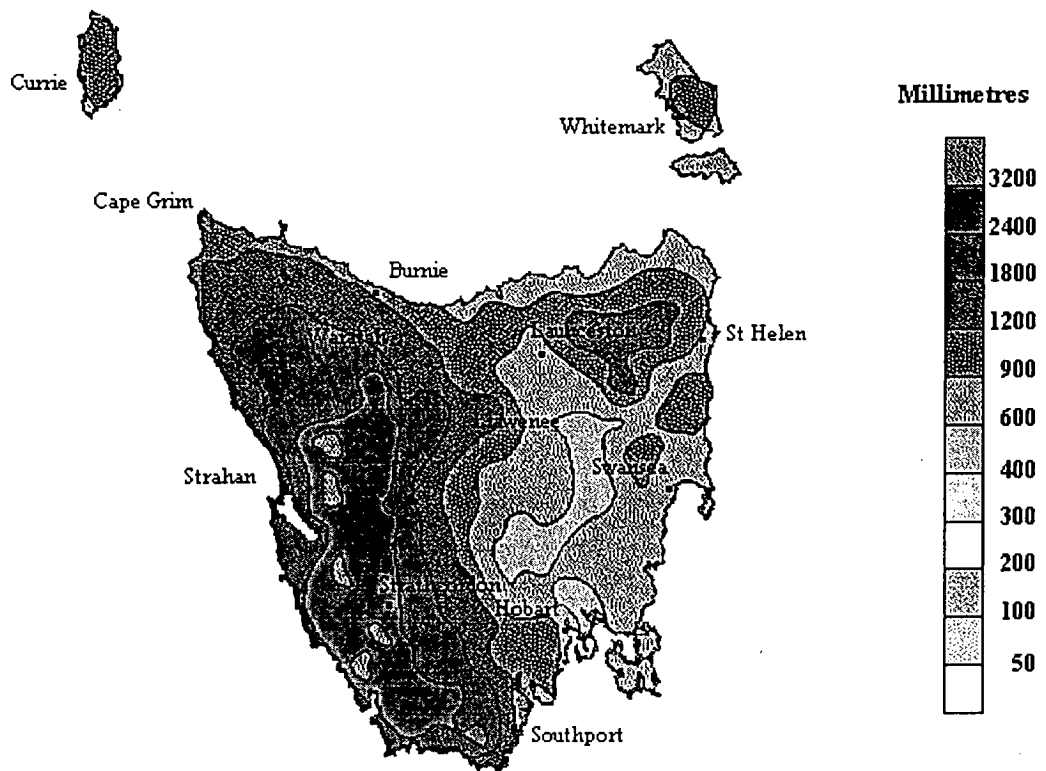 Currie
Whitemark
Millimetres
Cape Grim
Burnie
Launceston
St Helen
Strahan
Swansea
Hobart
Southport
3200
2400
1800
1200
900
600
400
300
200
100
50